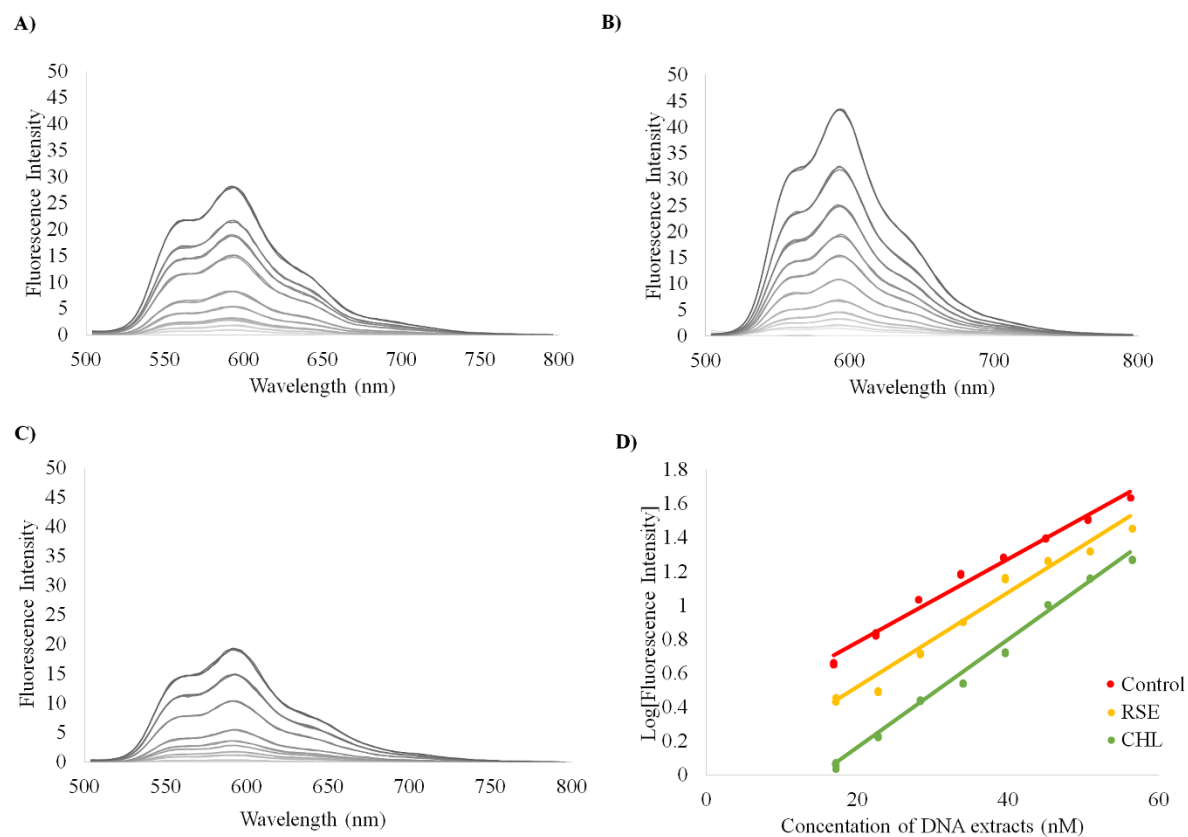 A)
50
45
40
35
30
25
20
15
10
5
0
Fluorescence Intensity
500 550 600 650 700 750 800
Wavelength (nm)
B)
50
45
40
35
30
25
20
15
10
5
0
Fluorescence Intensity
500 600 700 800
Wavelength (nm)
C)
50
45
40
35
30
25
20
15
10
5
0
Fluorescence Intensity
500 550 600 650 700 750 800
Wavelength (nm)
D)
1.8
1.6
1.4
1.2
1
0.8
0.6
0.4
0.2
0
Log[Fluorescence Intensity]
0 20 40 60
Concentation of DNA extracts (nM)
Control
RSE
CHL